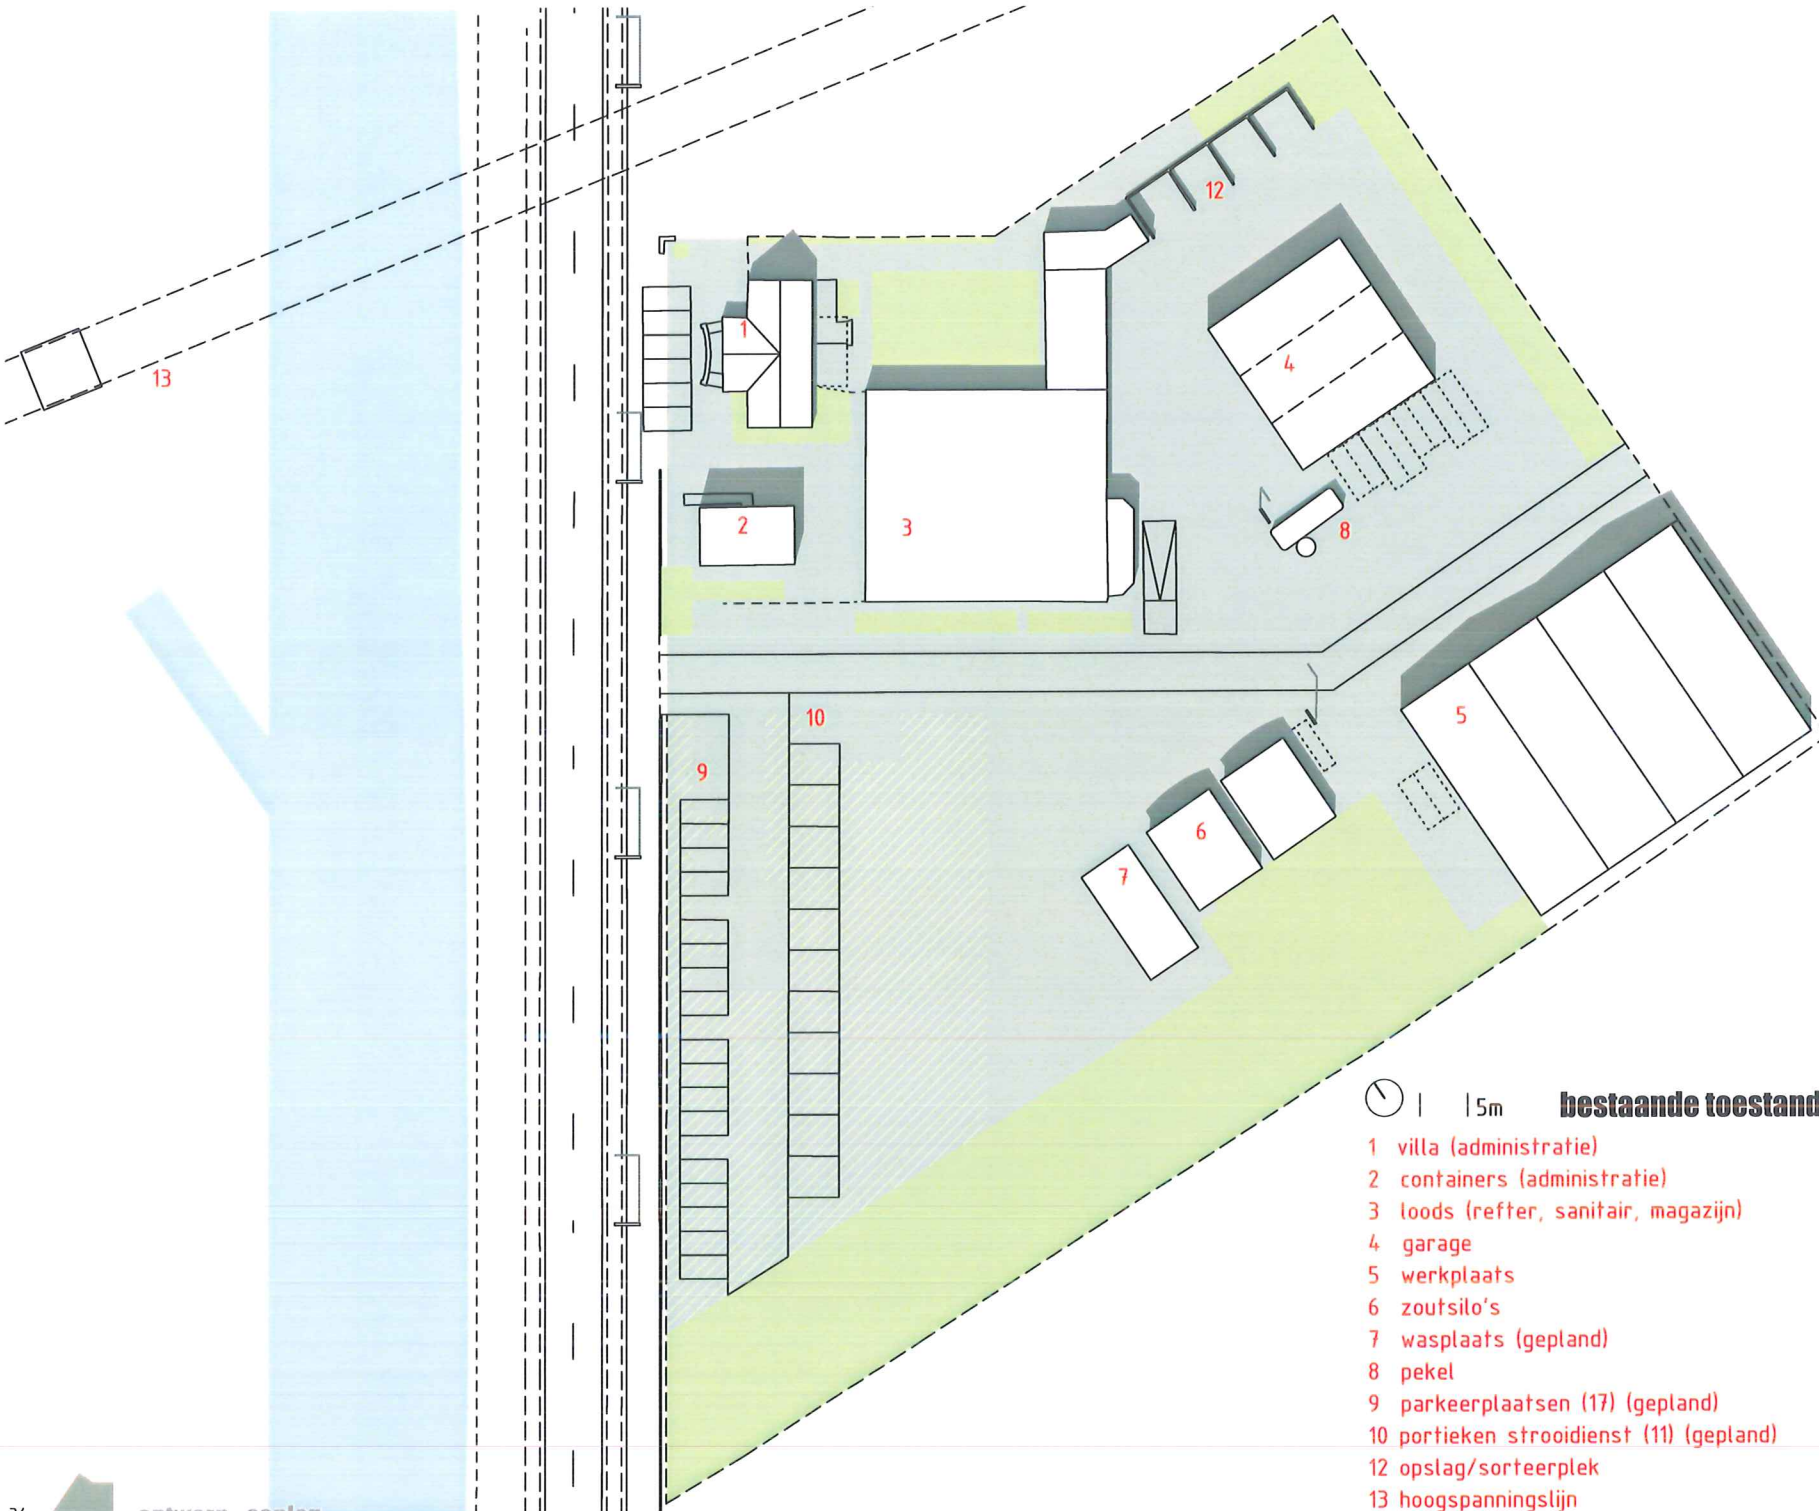 12
1
4
13
2
3
8
10
5
9
6
7
5m bestaande toestand
1 villa (administratie)
2 containers (administratie)
3 loods (refter, sanitair, magazijn)
4 garage
5 werkplaats
6 zoutsilo's
7 wasplaats (gepland)
8 pekel
9 parkeerplaatsen (17) (gepland)
10 portieken strooidienst (11) (gepland)
12 opslag/sorteerplek
13 hoogspanningslijn